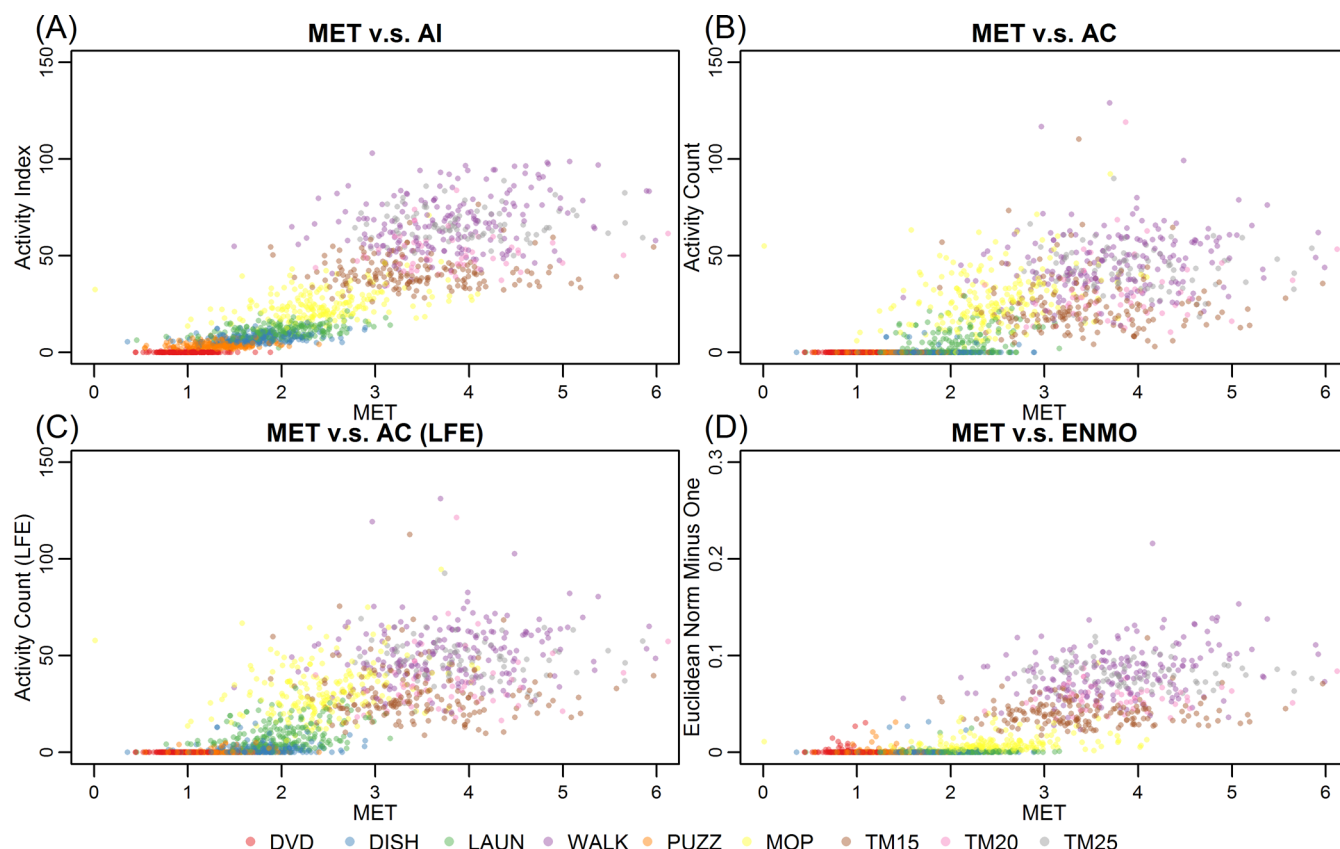 (A)
MET v.s. AI
Activity Index
0
50
100
150
0 1 2 3 4 5 6
MET
(B)
MET v.s. AC
Activity Count
0
50
100
150
0 1 2 3 4 5 6
MET
(C)
MET v.s. AC (LFE)
Activity Count (LFE)
0
50
100
150
0 1 2 3 4 5 6
MET
(D)
MET v.s. ENMO
Euclidean Norm Minus One
0
0.1
0.2
0.3
0 1 2 3 4 5 6
MET
DVD DISH LAUN WALK PUZZ MOP TM15 TM20 TM25